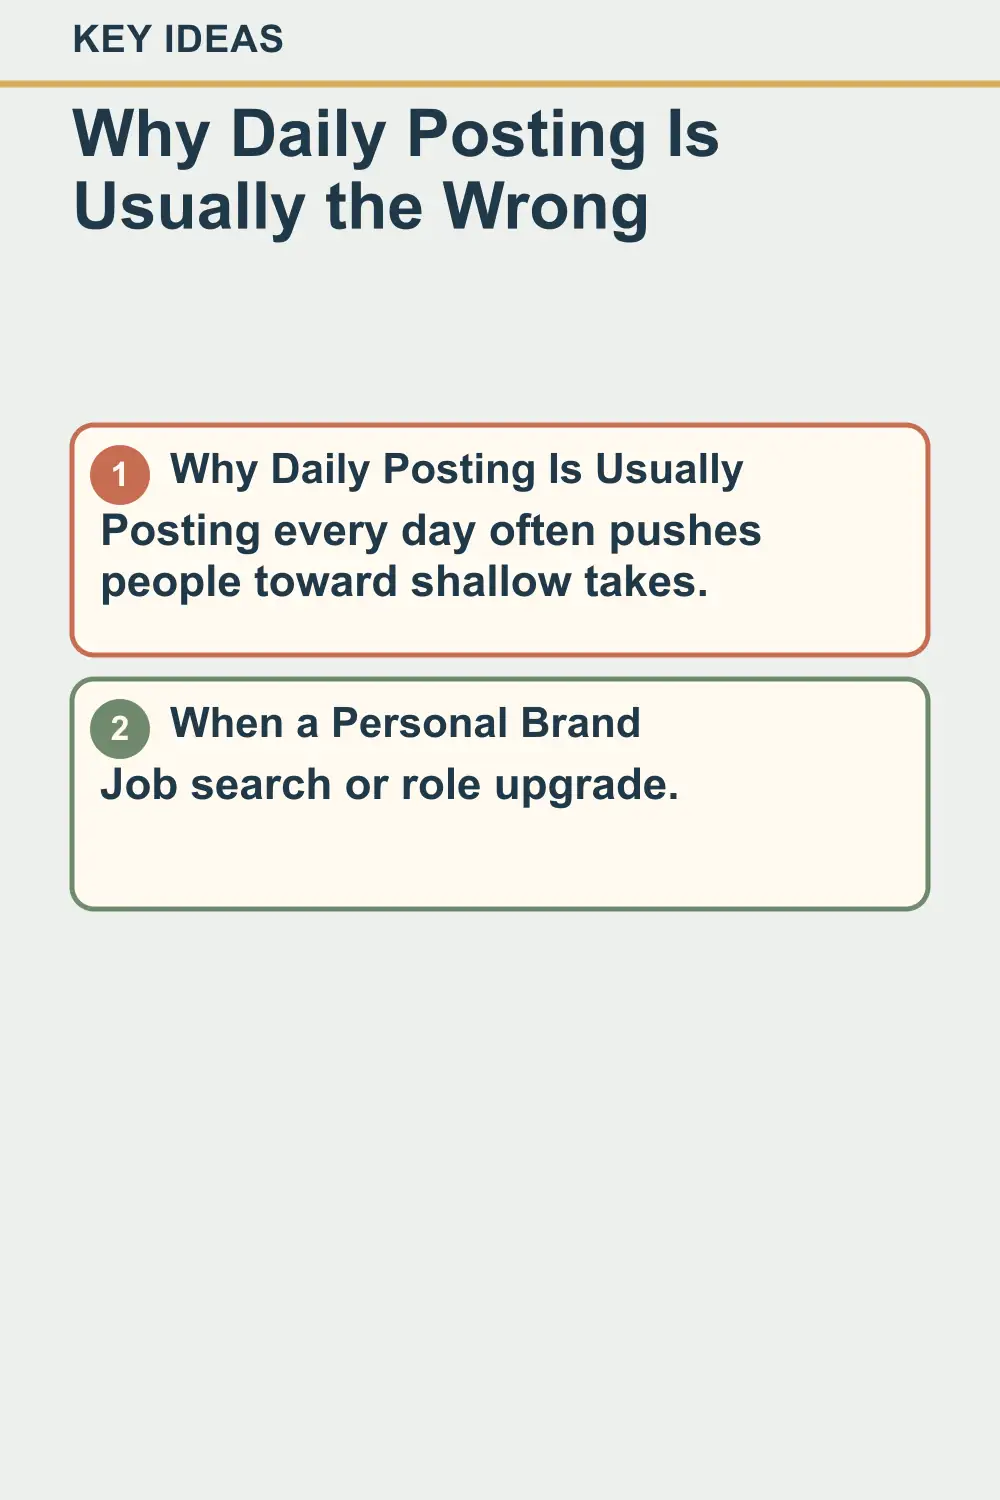 KEY IDEAS
Why Daily Posting Is
Usually the Wrong
1 Why Daily Posting Is Usually
Posting every day often pushes
people toward shallow takes.
2 When a Personal Brand
Job search or role upgrade.